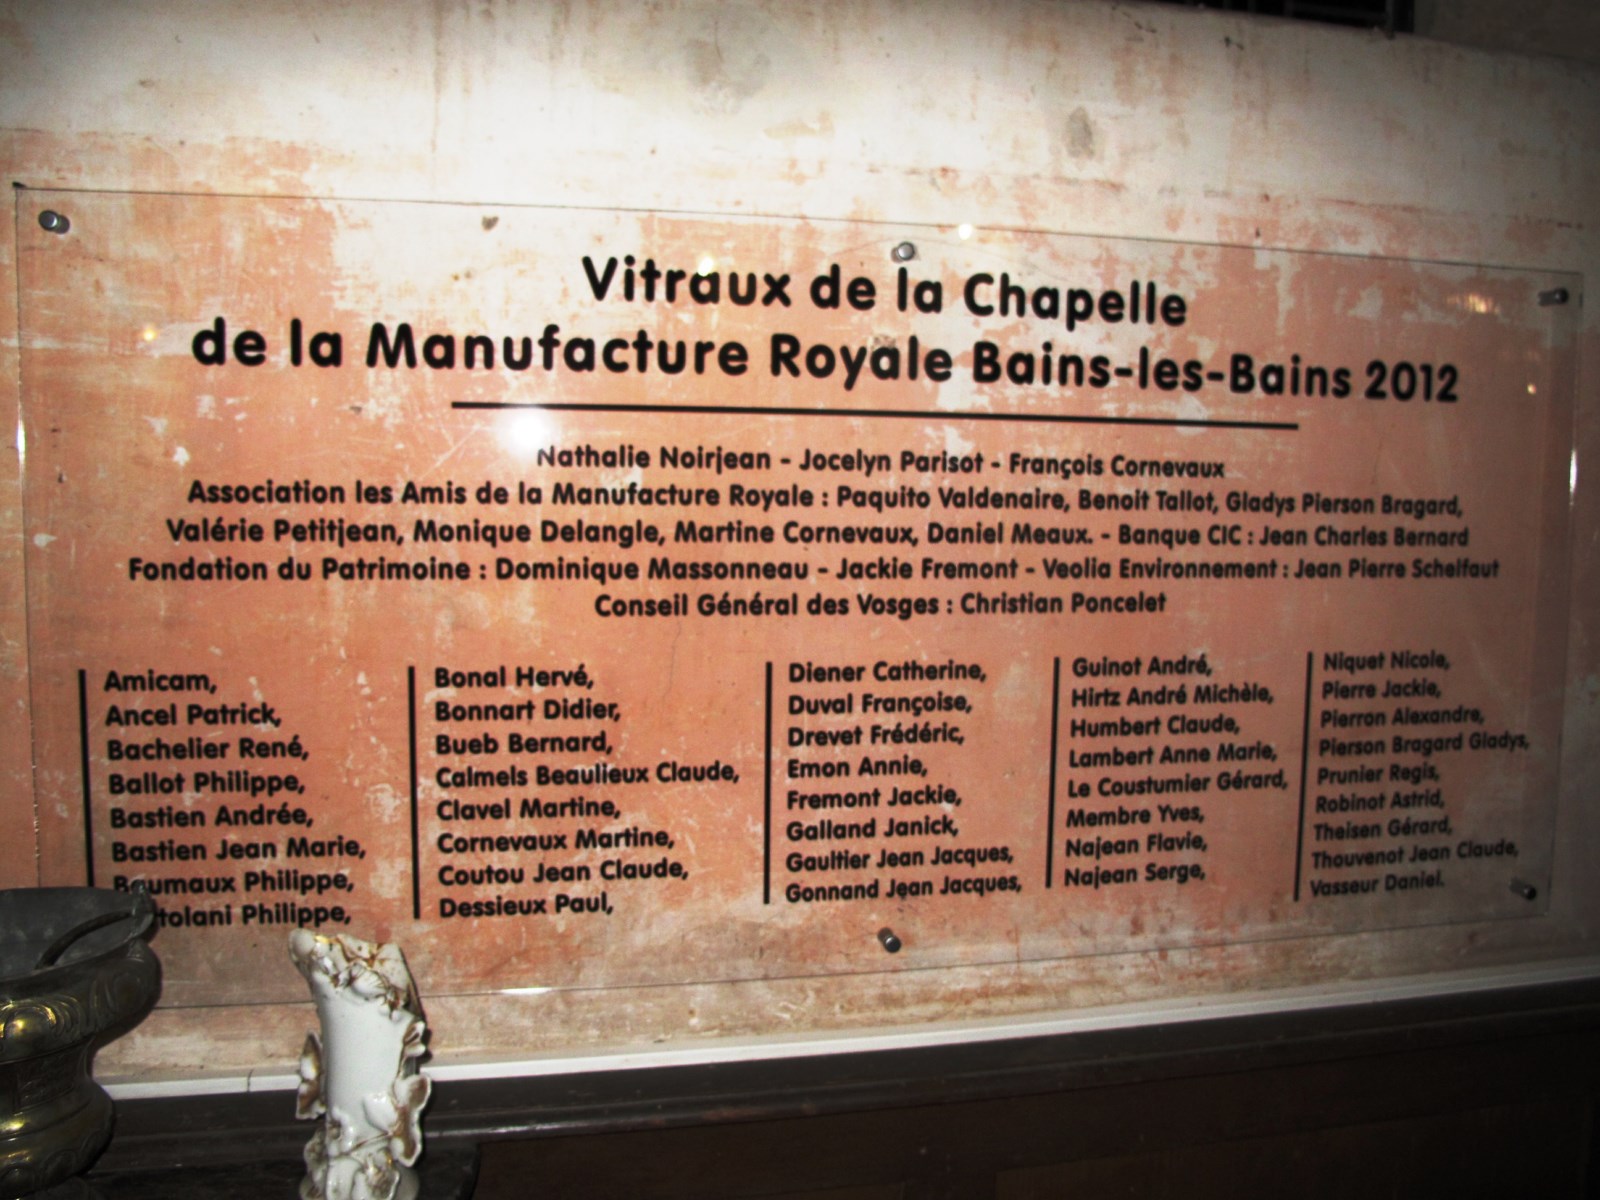 Vitraux de la Chapelle
de la Manufacture Royale Bains-les-Bains 2012
Nathalie Noirjean - Jocelyn Parisot - François Cornevaux
Association les Amis de la Manufacture Royale : Paquito Valdenaire, Benoit Tallot, Gladys Pierson Bragard,
Valérie Petitjean, Monique Delangle, Martine Cornevaux, Daniel Meaux. - Banque CIC : Jean Charles Bernard
Fondation du Patrimoine : Dominique Massonneau - Jackie Fremont - Veolia Environnement : Jean Pierre Schelfaut
Conseil Général des Vosges : Christian Poncelet
Amicam,
Ancel Patrick,
Bachelier René,
Ballot Philippe,
Bastien Andrée,
Bastien Jean Marie,
Boumaux Philippe,
Philippe,
Bonal Hervé,
Bonnart Didier,
Bueb Bernard,
Calmels Beaulieux Claude,
Clavel Martine,
Cornevaux Martine,
Coutou Jean Claude,
Dessieux Paul,
Diener Catherine,
Duval Françoise,
Drevet Frédéric,
Emon Annie,
Fremont Jackie,
Galland Janick,
Gaultier Jean Jacques,
Gonnand Jean Jacques,
Guinot André,
Hirtz André Michèle,
Humbert Claude,
Lambert Anne Marie,
Le Coustumier Gérard,
Membre Yves,
Najean Flavie,
Najean Serge,
Niquet Nicole,
Pierre Jackie,
Pierron Alexandre,
Pierson Bragard Gladys,
Prunier Regis,
Robinot Astrid,
Theisen Gérard,
Thouvenot Jean Claude,
Vasseur Daniel.